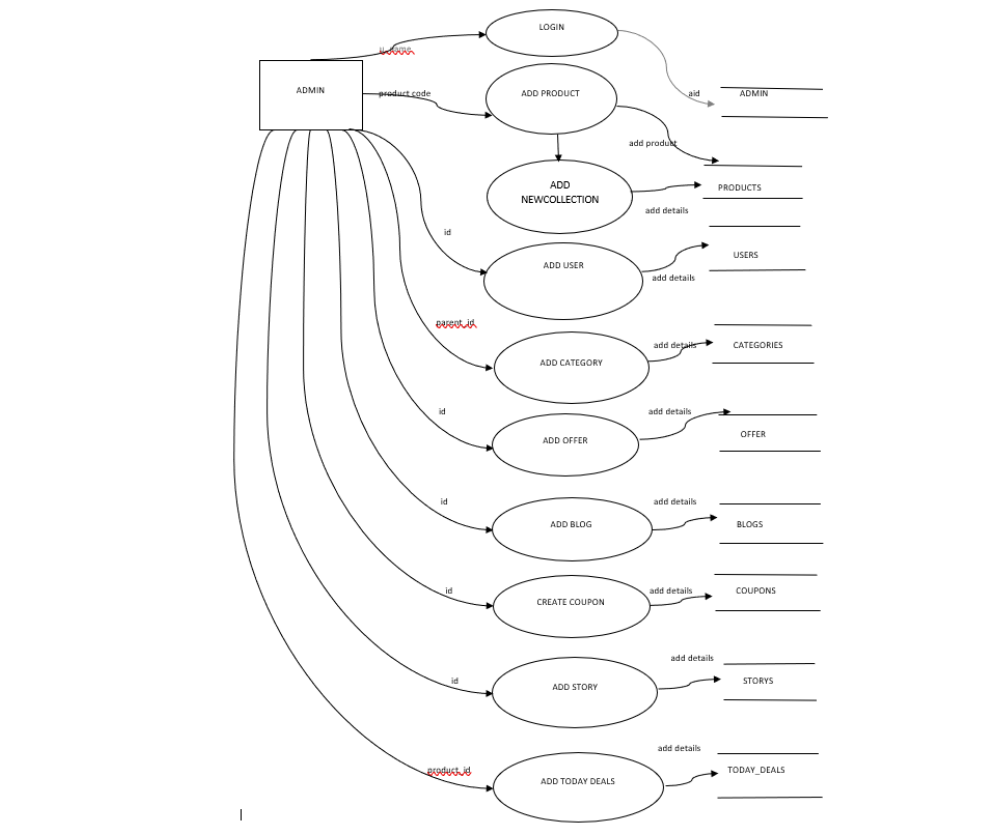 LOGIN
u_name
ADMIN
product code
ADD PRODUCT
aid
ADMIN
add product
ADD
NEWCOLLECTION
PRODUCTS
add details
id
ADD USER
USERS
add details
parent_id
ADD CATEGORY
add details
CATEGORIES
id
ADD OFFER
add details
OFFER
id
ADD BLOG
add details
BLOGS
id
CREATE COUPON
add details
COUPONS
id
ADD STORY
add details
STORYS
product_id
ADD TODAY DEALS
add details
TODAY_DEALS